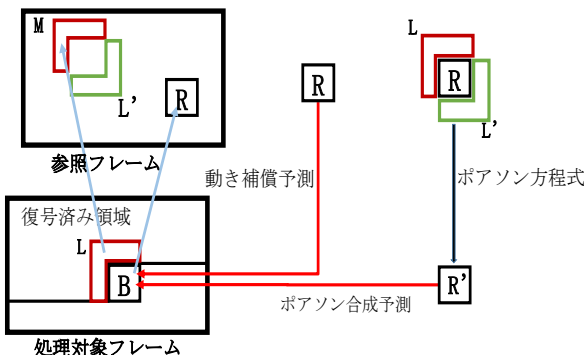 M
L'
R
参照フレーム
復号済み領域
L
B
処理対象フレーム
R
動き補償予測
L
R
L'
ポアソン方程式
R'
ポアソン合成予測